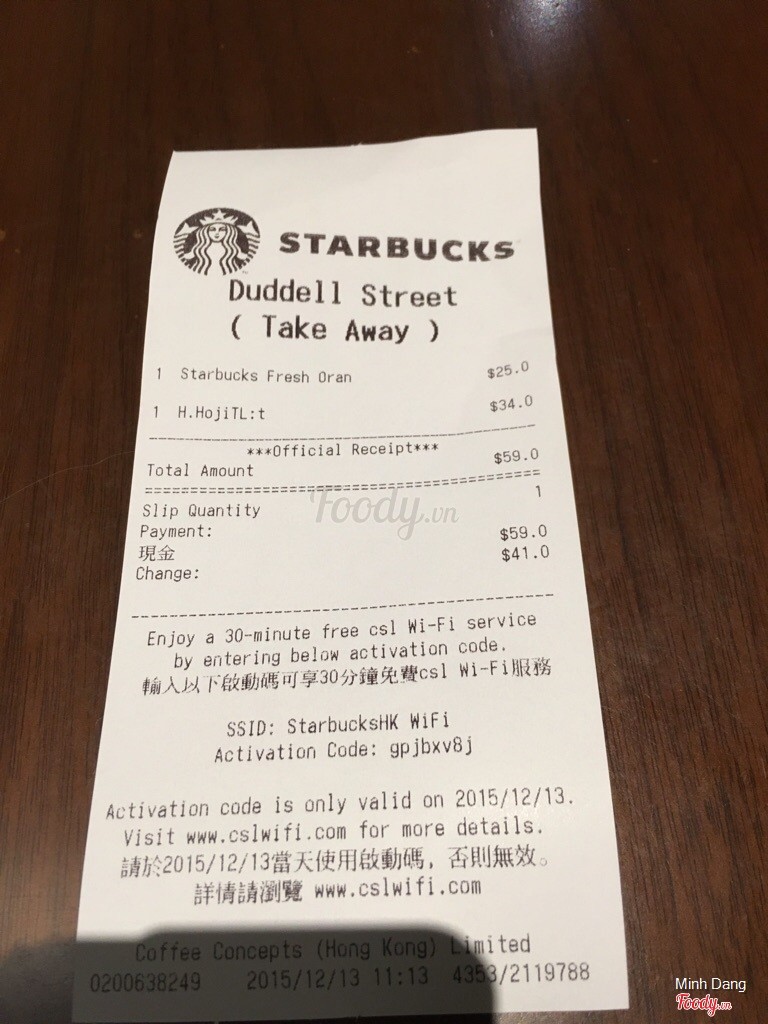 STARBUCKS
Duddell Street
( Take Away )
1 Starbucks Fresh Oran $25.0
1 H.HojiTL:t $34.0
***Official Receipt***
Total Amount $59.0
Slip Quantity 1
Payment:
現金 $59.0
Change: $41.0
Enjoy a 30-minute free csl Wi-Fi service
by entering below activation code.
輸入以下啟動碼可享30分鐘免費csl Wi-Fi服務
SSID: StarbucksHK WiFi
Activation Code: gpjbxv8j
Activation code is only valid on 2015/12/13.
Visit www.cslwifi.com for more details.
請於2015/12/13當天使用啟動碼, 否則無效。
詳情請瀏覽 www.cslwifi.com
Coffee Concepts (Hong Kong) Limited
0200638249 2015/12/13 11:13 4353/2119788
Foody.vn
Minh Dang
Foody.vn